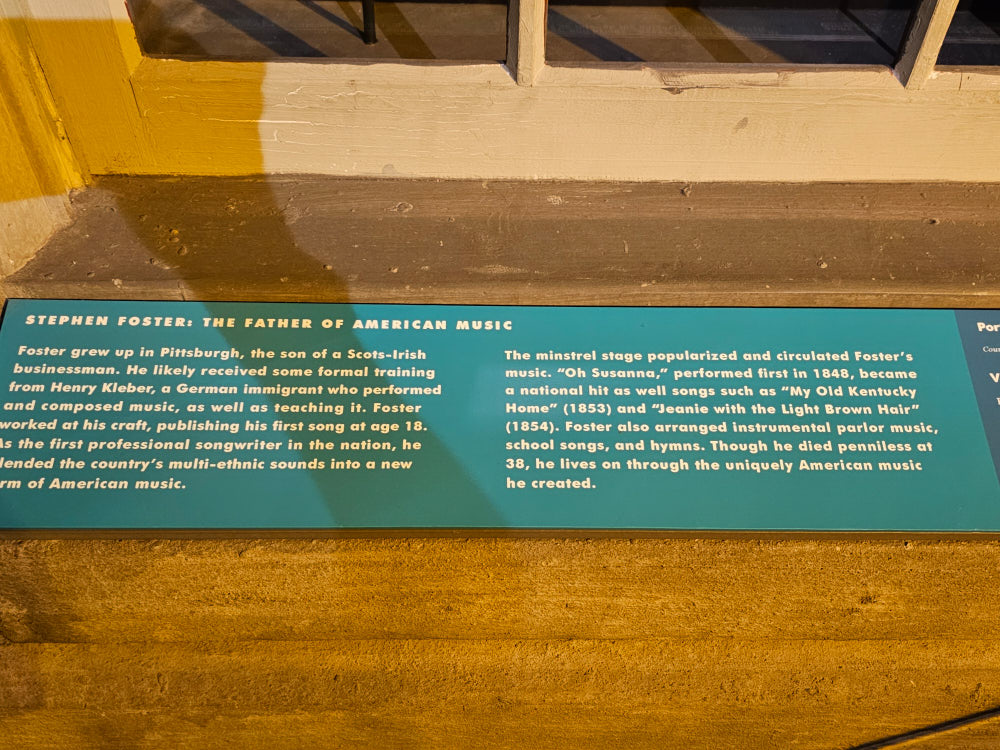 STEPHEN FOSTER: THE FATHER OF AMERICAN MUSIC
Foster grew up in Pittsburgh, the son of a Scots-Irish
businessman. He likely received some formal training
from Henry Kleber, a German immigrant who performed
and composed music, as well as teaching it. Foster
worked at his craft, publishing his first song at age 18.
As the first professional songwriter in the nation, he
lended the country's multi-ethnic sounds into a new
rm of American music.
The minstrel stage popularized and circulated Foster's
music. "Oh Susanna," performed first in 1848, became
a national hit as well songs such as "My Old Kentucky
Home" (1853) and "Jeanie with the Light Brown Hair"
(1854). Foster also arranged instrumental parlor music,
school songs, and hymns. Though he died penniless at
38, he lives on through the uniquely American music
he created.
Por
Cour
V